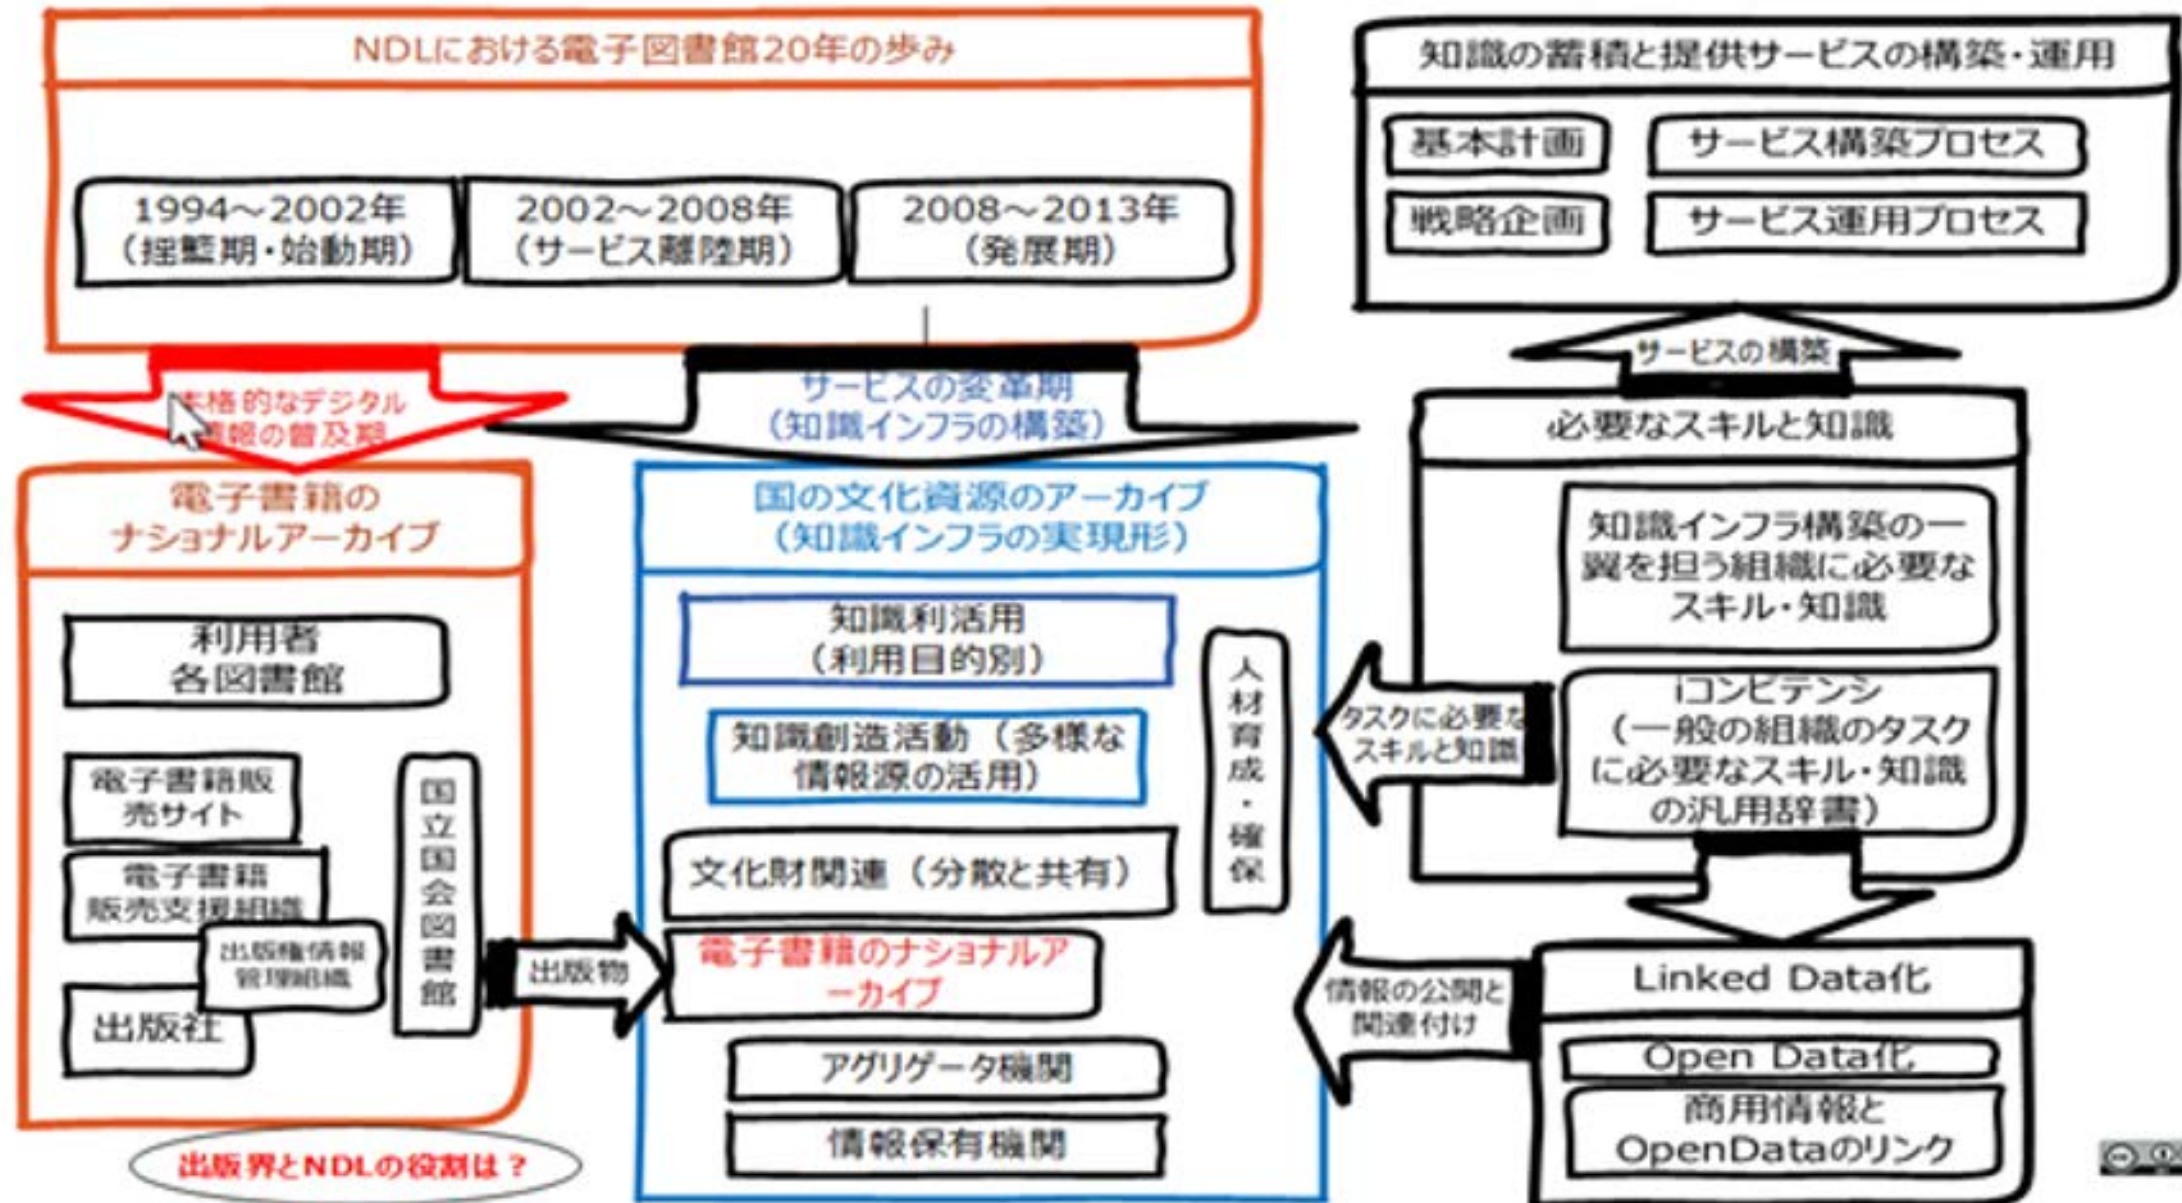 NDLにおける電子図書館20年の歩み
1994～2002年
（揺籃期・始動期）
2002～2008年
（サービス離陸期）
2008～2013年
（発展期）
知識の蓄積と提供サービスの構築・運用
基本計画
サービス構築プロセス
戦略企画
サービス運用プロセス
サービスの構築
本格的なデジタル
情報の普及期
サービスの変革期
（知識インフラの構築）
電子書籍の
ナショナルアーカイブ
利用者
各図書館
電子書籍販
売サイト
電子書籍
販売支援組織
出版権情報
管理組織
出版社
国立国会図書館
出版界とNDLの役割は？
出版物
国の文化資源のアーカイブ
（知識インフラの実現形）
知識利活用
（利用目的別）
知識創造活動（多様な
情報源の活用）
文化財関連（分散と共有）
電子書籍のナショナルア
ーカイブ
アグリゲータ機関
情報保有機関
人材育成・確保
必要なスキルと知識
知識インフラ構築の一
翼を担う組織に必要な
スキル・知識
iコンピテンシ
（一般の組織のタスク
に必要なスキル・知識
の汎用辞書）
タスクに必要な
スキルと知識
情報の公開と
関連付け
Linked Data化
Open Data化
商用情報と
OpenDataのリンク